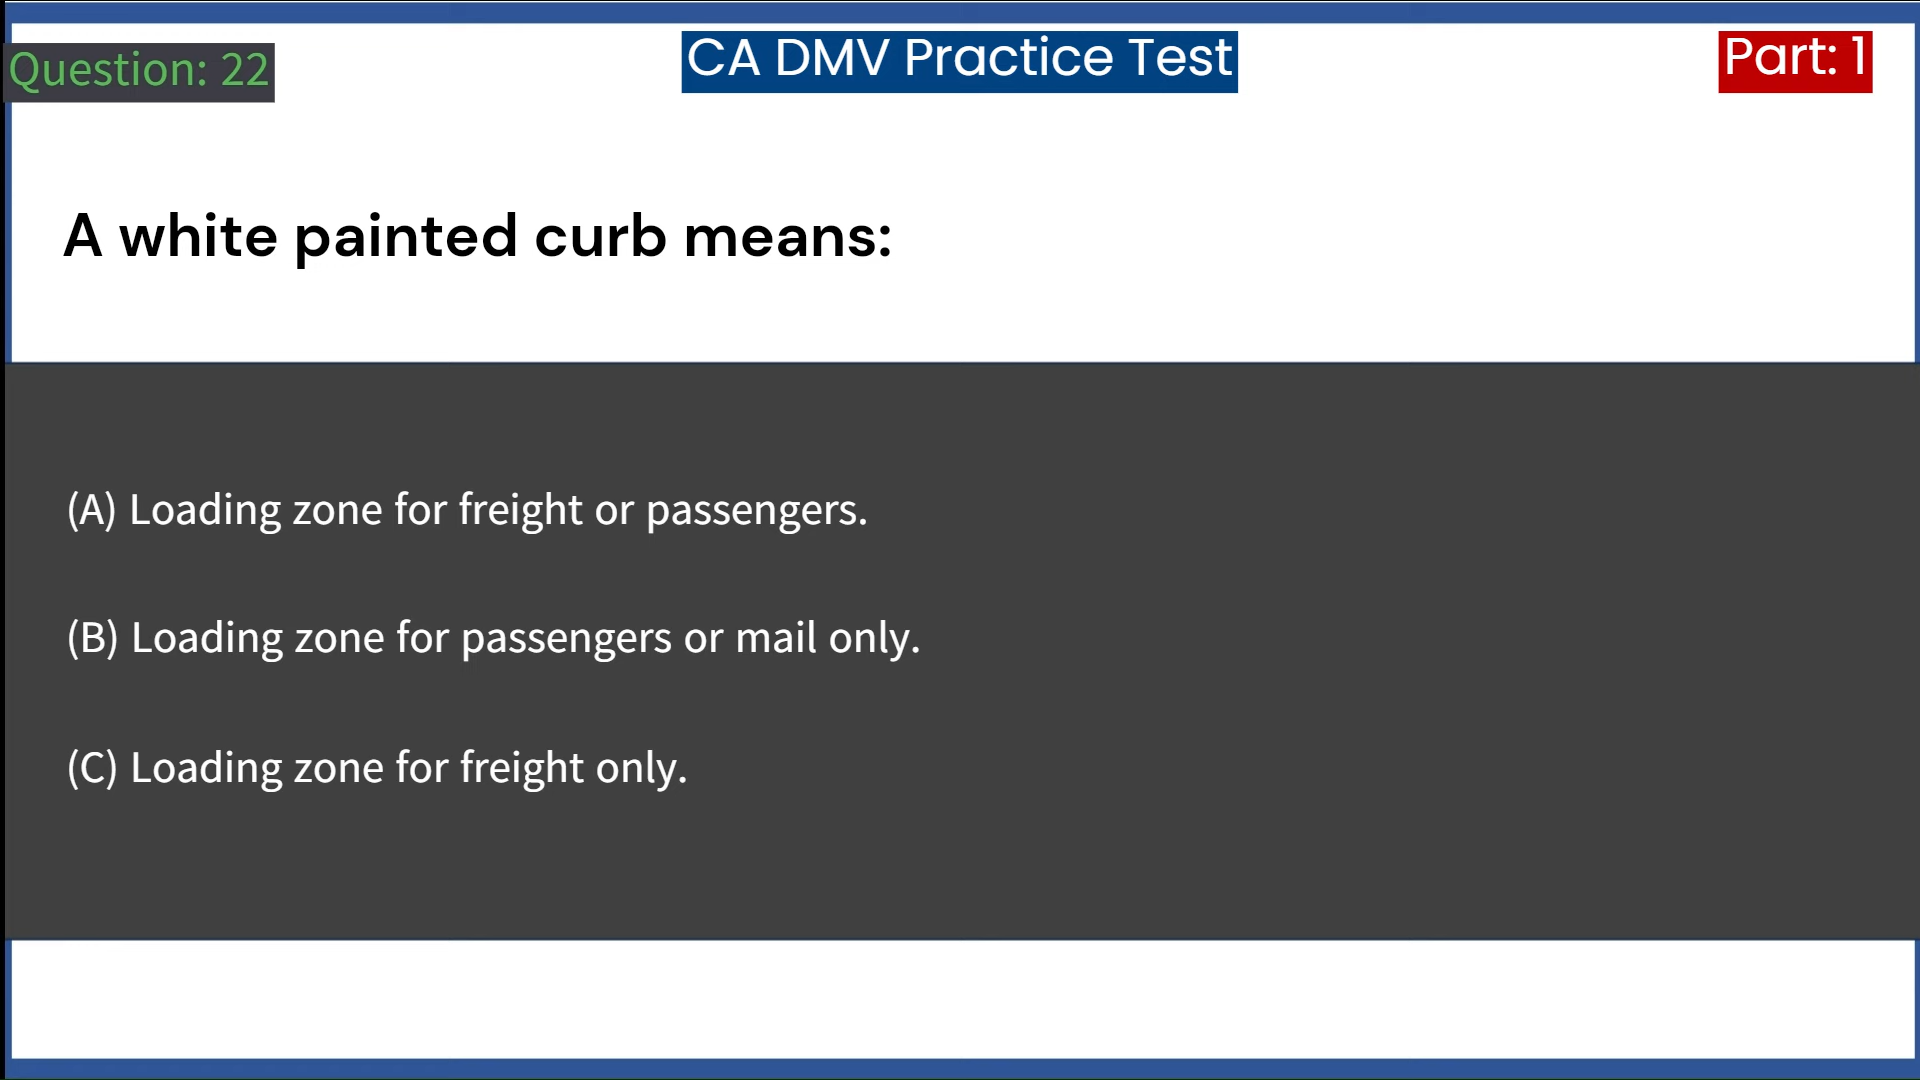 Question: 22
CA DMV Practice Test
Part: 1
A white painted curb means:
(A) Loading zone for freight or passengers.
(B) Loading zone for passengers or mail only.
(C) Loading zone for freight only.